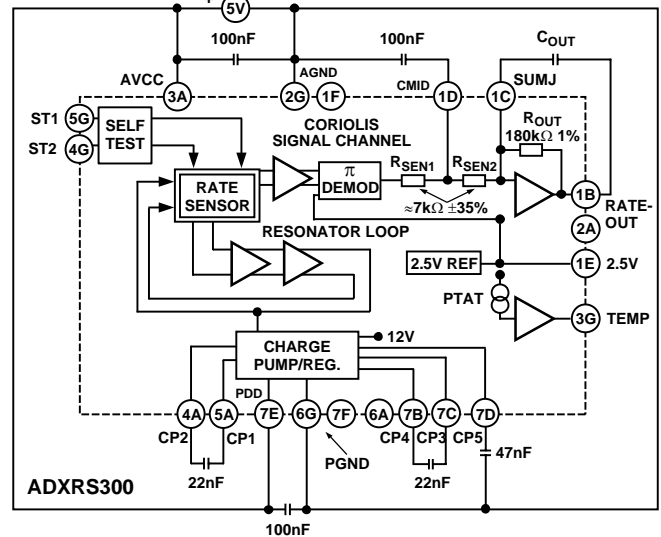 5V
100nF
100nF
COUT
AVCC
3A
2G
AGND
1F
CMID
1D
1C
SUMJ
ST1
5G
ST2
4G
SELF
TEST
CORIOLIS
SIGNAL CHANNEL
ROUT
180kΩ 1%
RATE
SENSOR
π
DEMOD
RSEN1
RSEN2
≈7kΩ ±35%
1B
RATE-
OUT
2A
RESONATOR LOOP
2.5V REF
1E
2.5V
PTAT
3G
TEMP
12V
CHARGE
PUMP/REG.
PDD
4A
5A
7E
6G
7F
6A
7B
7C
7D
CP2
CP1
PGND
CP4
CP3
CP5
47nF
22nF
22nF
ADXRS300
100nF